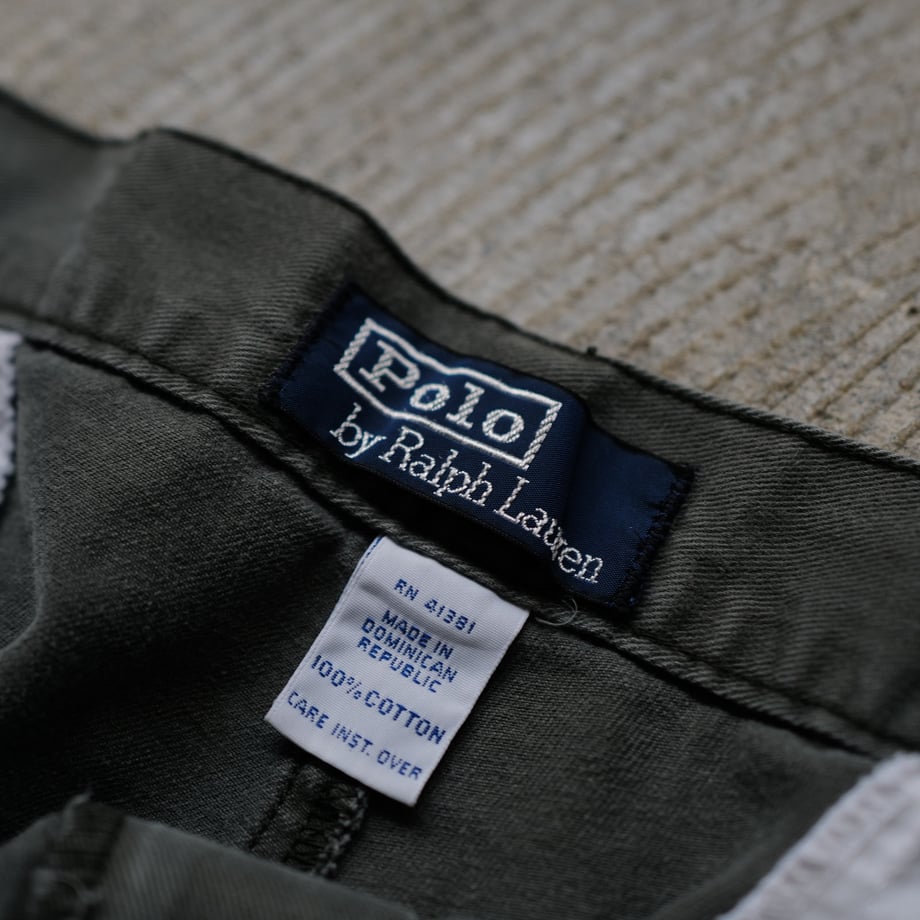 Polo
by Ralph Lauren
RN 41381
MADE IN
DOMINICAN
REPUBLIC
100% COTTON
CARE INST. OVER